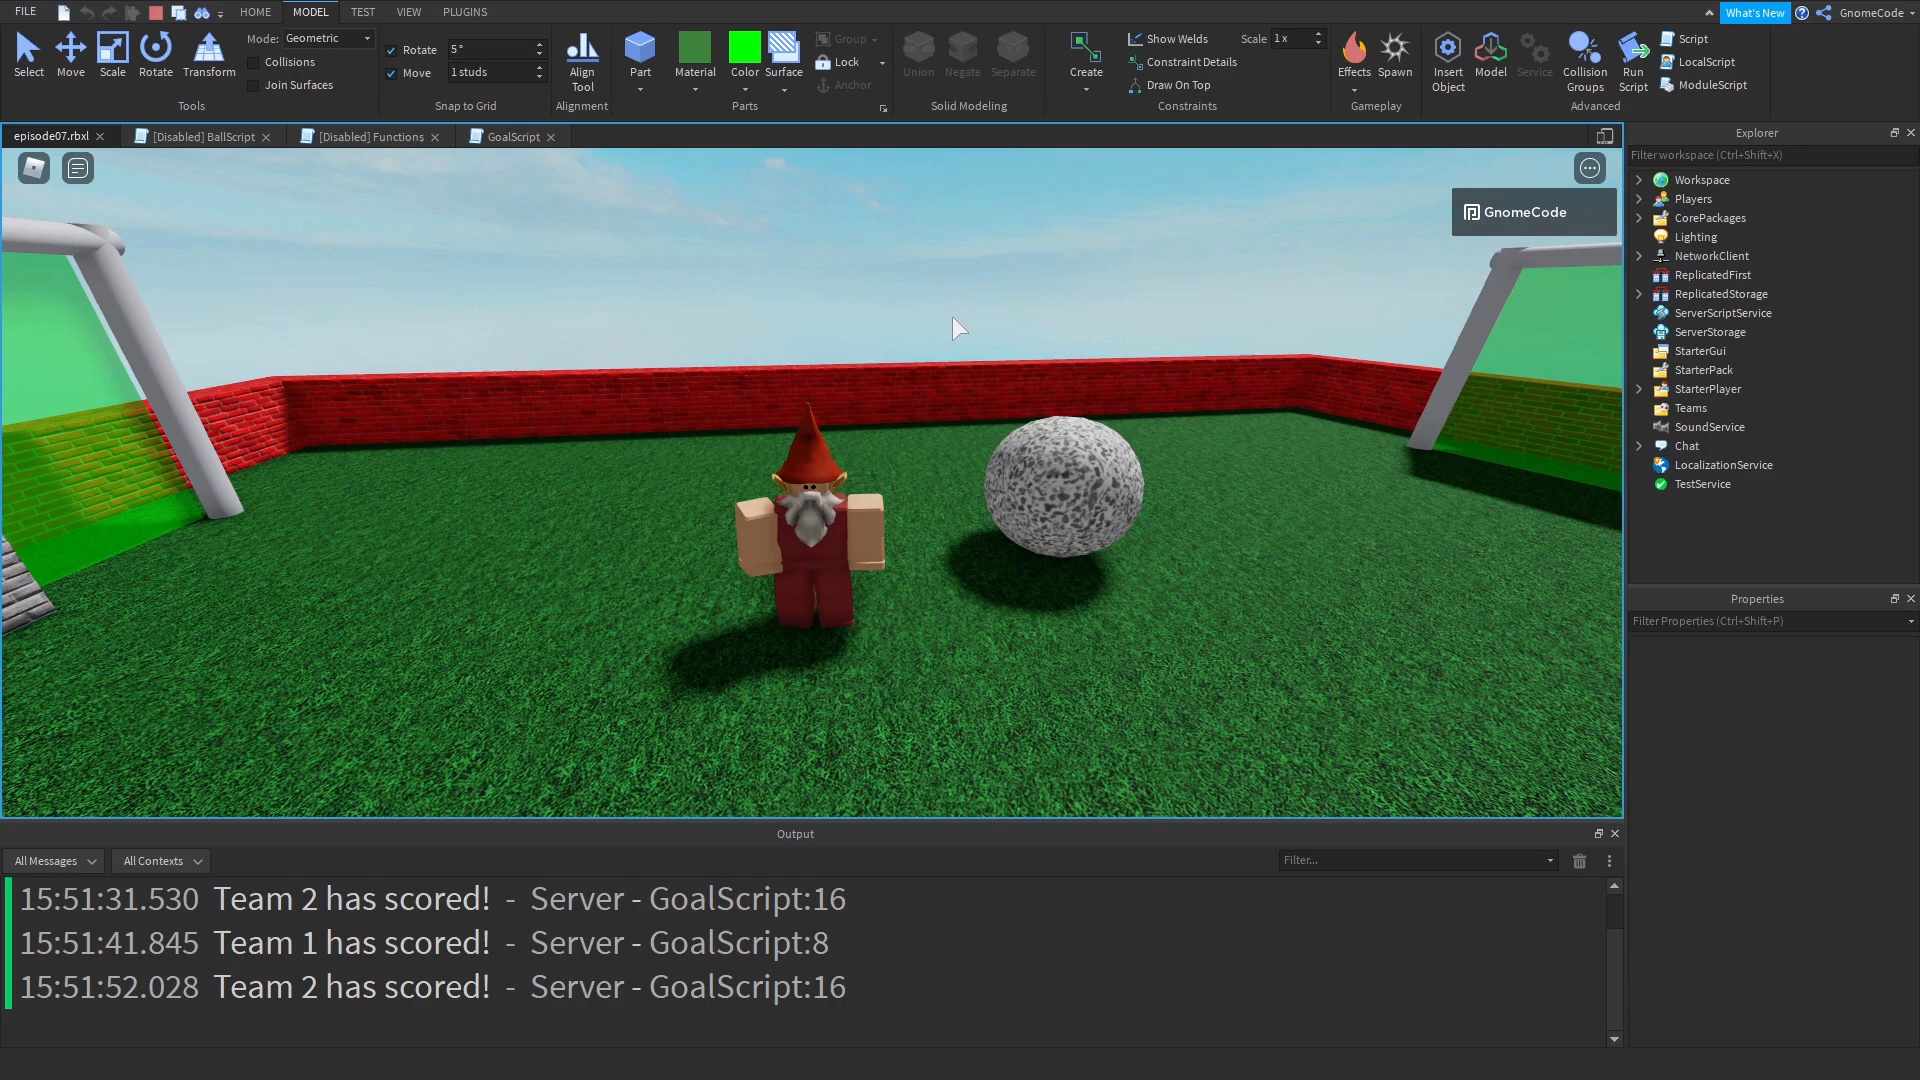 FILE HOME MODEL TEST VIEW PLUGINS What's New GnomeCode
Select Move Scale Rotate Transform
Mode: Geometric
Collisions
Join Surfaces
Tools
Rotate 5°
Move 1 studs
Snap to Grid
Align Tool
Alignment
Part Material Color Surface
Group
Lock
Anchor
Parts
Union Negate Separate
Solid Modeling
Create
Show Welds Scale 1 x
Constraint Details
Draw On Top
Constraints
Effects Spawn
Gameplay
Insert Object Model Service Collision Groups Run Script
Script
LocalScript
ModuleScript
Advanced
episode07.rbxl [Disabled] BallScript [Disabled] Functions GoalScript
GnomeCode
Explorer
Filter workspace (Ctrl+Shift+X)
Workspace
Players
CorePackages
Lighting
NetworkClient
ReplicatedFirst
ReplicatedStorage
ServerScriptService
ServerStorage
StarterGui
StarterPack
StarterPlayer
Teams
SoundService
Chat
LocalizationService
TestService
Properties
Filter Properties (Ctrl+Shift+P)
Output
All Messages All Contexts Filter...
15:51:31.530 Team 2 has scored! - Server - GoalScript:16
15:51:41.845 Team 1 has scored! - Server - GoalScript:8
15:51:52.028 Team 2 has scored! - Server - GoalScript:16